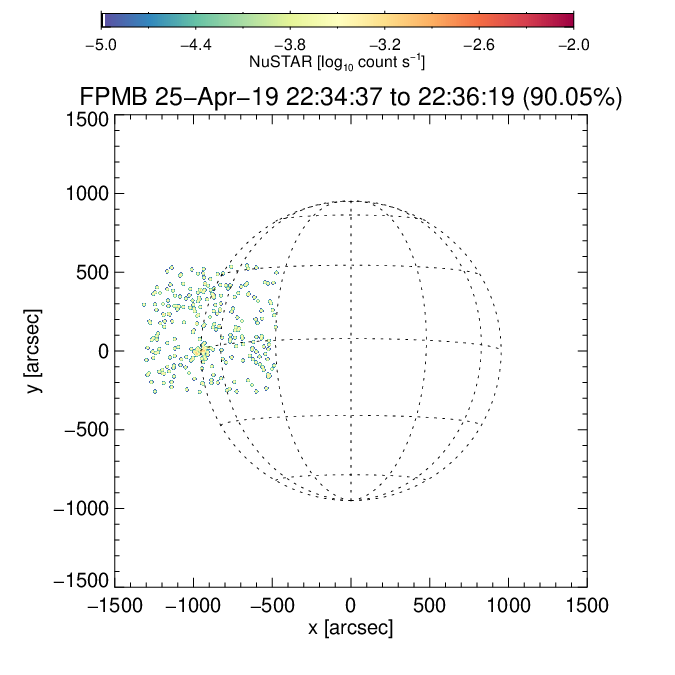 −5.0 −4.4 −3.8 −3.2 −2.6 −2.0
NuSTAR [log₁₀ count s⁻¹]
FPMB 25−Apr−19 22:34:37 to 22:36:19 (90.05%)
1500
1000
500
0
−500
−1000
−1500
y [arcsec]
−1500 −1000 −500 0 500 1000 1500
x [arcsec]